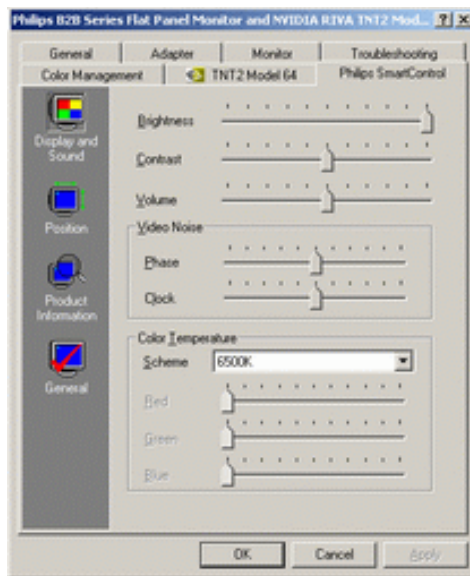 Philips B2B Series Flat Panel Monitor and NVIDIA RIVA TNT2 Mod...
General Adapter Monitor Troubleshooting
Color Management TNT2 Model 64 Philips SmartControl
Display and
Sound
Position
Product
Information
General
Brightness
Contrast
Volume
Video Noise
Phase
Clock
Color Temperature
Scheme 6500K
Red
Green
Blue
OK Cancel Apply